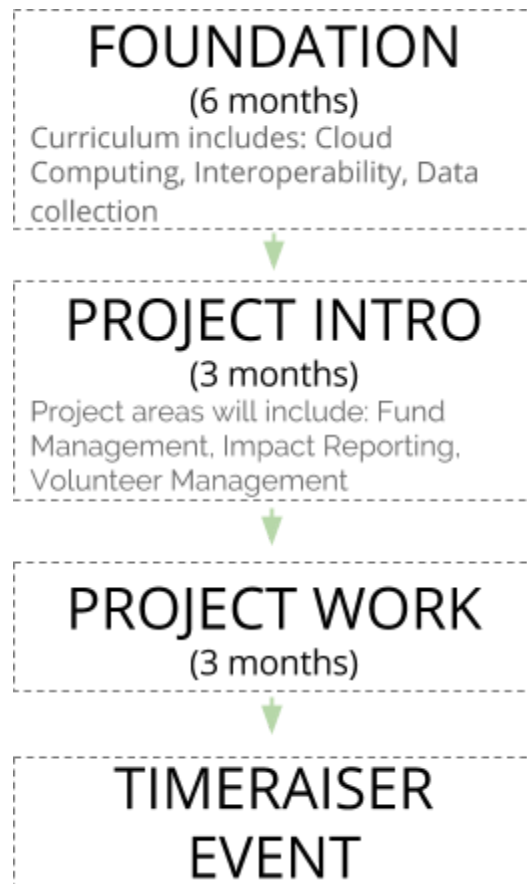 FOUNDATION
(6 months)
Curriculum includes: Cloud
Computing, Interoperability, Data
collection
PROJECT INTRO
(3 months)
Project areas will include: Fund
Management, Impact Reporting,
Volunteer Management
PROJECT WORK
(3 months)
TIMERAISER
EVENT